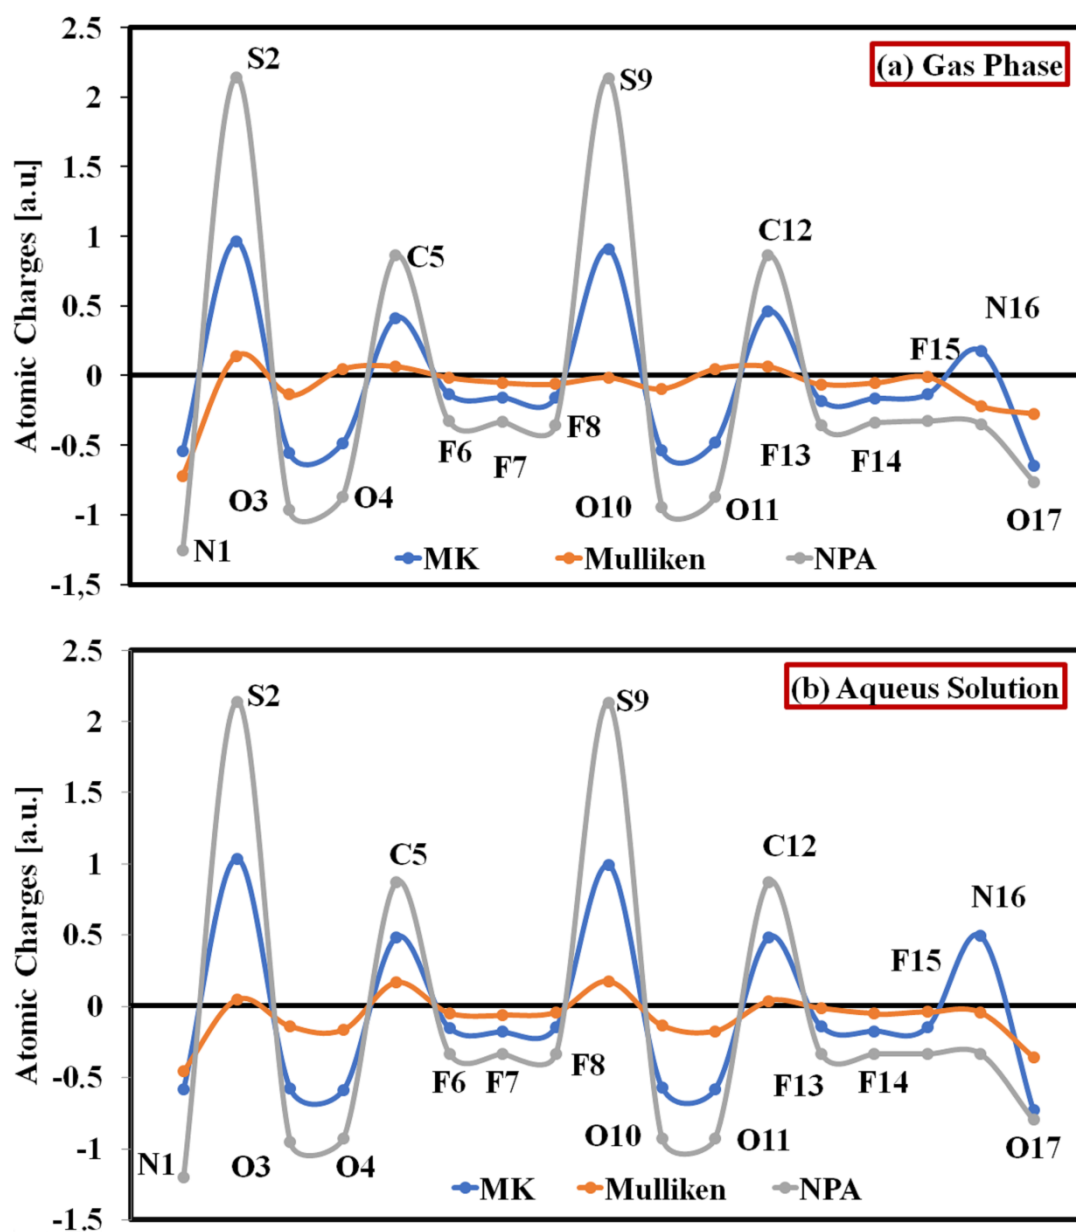 2.5
S2
(a) Gas Phase
S9
2
1.5
Atomic Charges [a.u.]
1
C5
C12
0.5
N16
F15
0
F8
F6
F7
F13
F14
-0.5
O3
O4
O10
O11
O17
-1
N1
MK
Mulliken
NPA
-1,5
2.5
S2
S9
(b) Aqueus Solution
2
1.5
Atomic Charges [a.u.]
1
C5
C12
N16
0.5
F15
0
F6
F7
F8
F13
F14
-0.5
-1
N1
O3
O4
O10
O11
O17
MK
Mulliken
NPA
-1.5